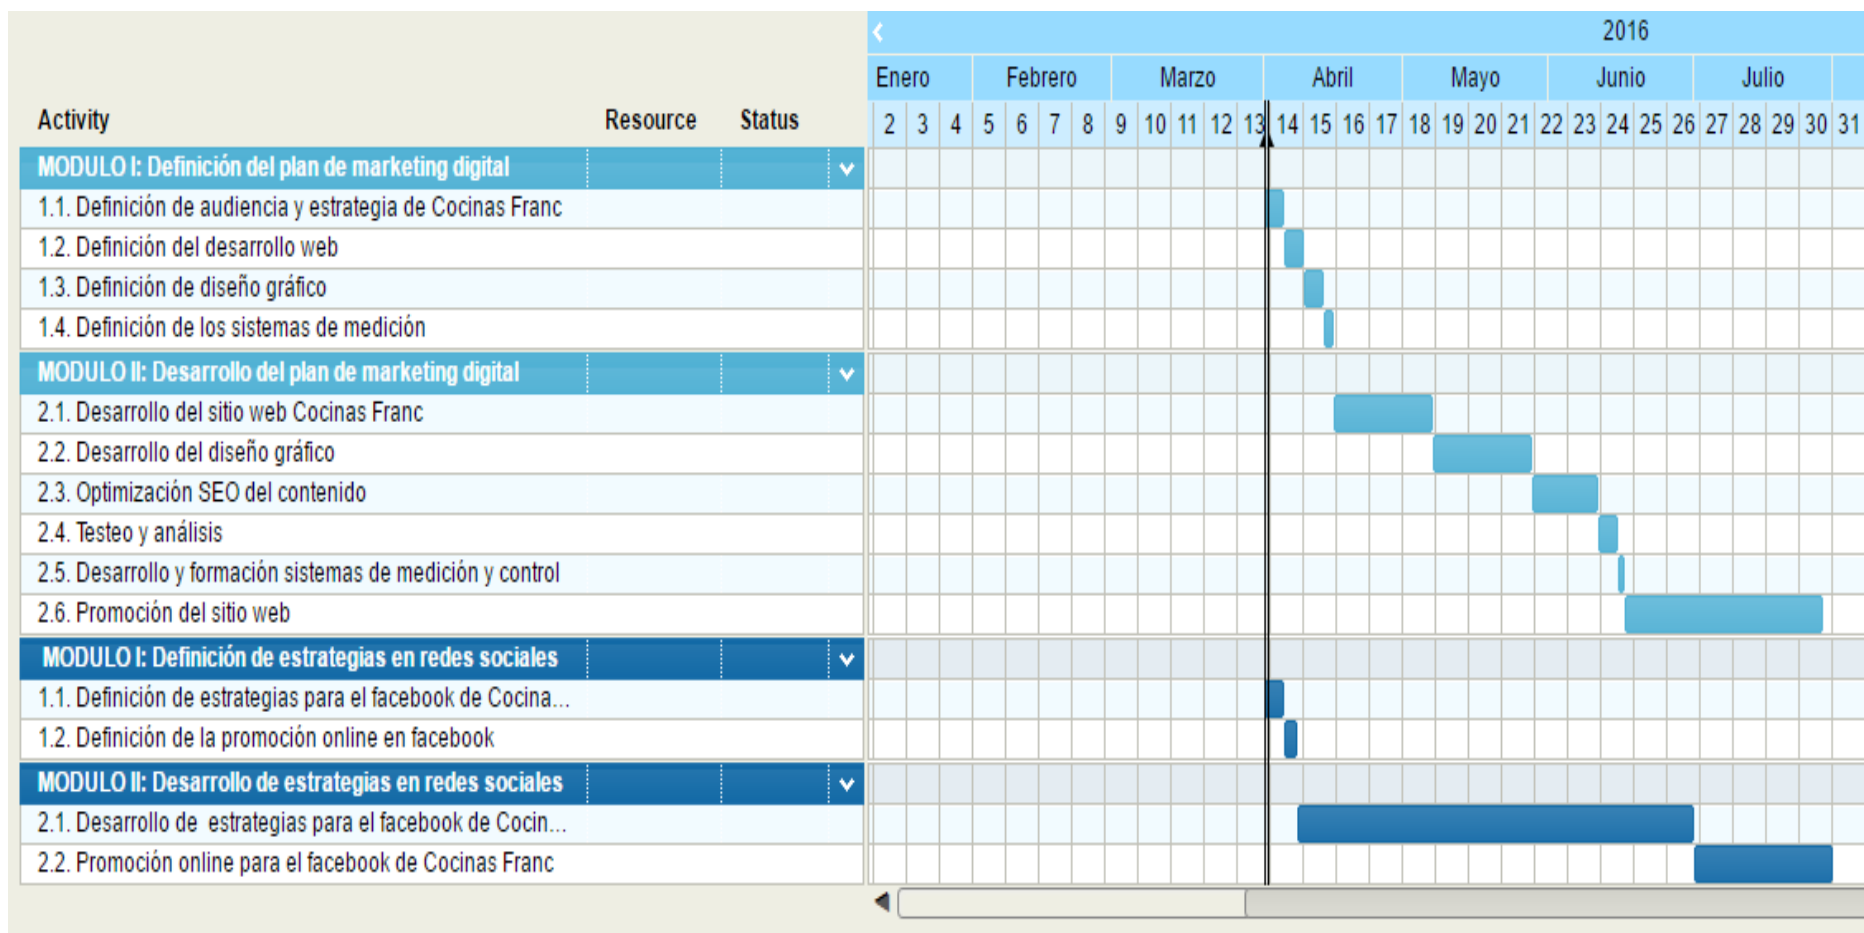 2016
Enero Febrero Marzo Abril Mayo Junio Julio
Activity Resource Status 2 3 4 5 6 7 8 9 10 11 12 13 14 15 16 17 18 19 20 21 22 23 24 25 26 27 28 29 30 31
MODULO I: Definición del plan de marketing digital
1.1. Definición de audiencia y estrategia de Cocinas Franc
1.2. Definición del desarrollo web
1.3. Definición de diseño gráfico
1.4. Definición de los sistemas de medición
MODULO II: Desarrollo del plan de marketing digital
2.1. Desarrollo del sitio web Cocinas Franc
2.2. Desarrollo del diseño gráfico
2.3. Optimización SEO del contenido
2.4. Testeo y análisis
2.5. Desarrollo y formación sistemas de medición y control
2.6. Promoción del sitio web
MODULO I: Definición de estrategias en redes sociales
1.1. Definición de estrategias para el facebook de Cocina...
1.2. Definición de la promoción online en facebook
MODULO II: Desarrollo de estrategias en redes sociales
2.1. Desarrollo de estrategias para el facebook de Cocin...
2.2. Promoción online para el facebook de Cocinas Franc